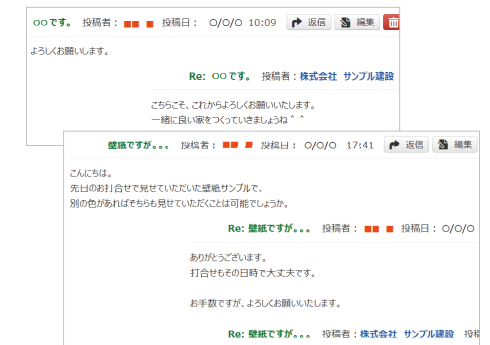 ○○です。 投稿者： 投稿日： ○/○/○ 10:09 返信 編集
よろしくお願いします。
Re: ○○です。 投稿者：株式会社 サンプル建設
こちらこそ、これからよろしくお願いいたします。
一緒に良い家をつくっていきましょうね＾＾
壁紙ですが。。。 投稿者： 投稿日： ○/○/○ 17:41 返信 編集
こんにちは。
先日のお打合せで見せていただいた壁紙サンプルで、
別の色があればそちらも見せていただくことは可能でしょうか。
Re: 壁紙ですが。。。 投稿者： 投稿日： ○/○/○
ありがとうございます。
打合せもその日時で大丈夫です。
お手数ですが、よろしくお願いいたします。
Re: 壁紙ですが。。。 投稿者：株式会社 サンプル建設 投稿